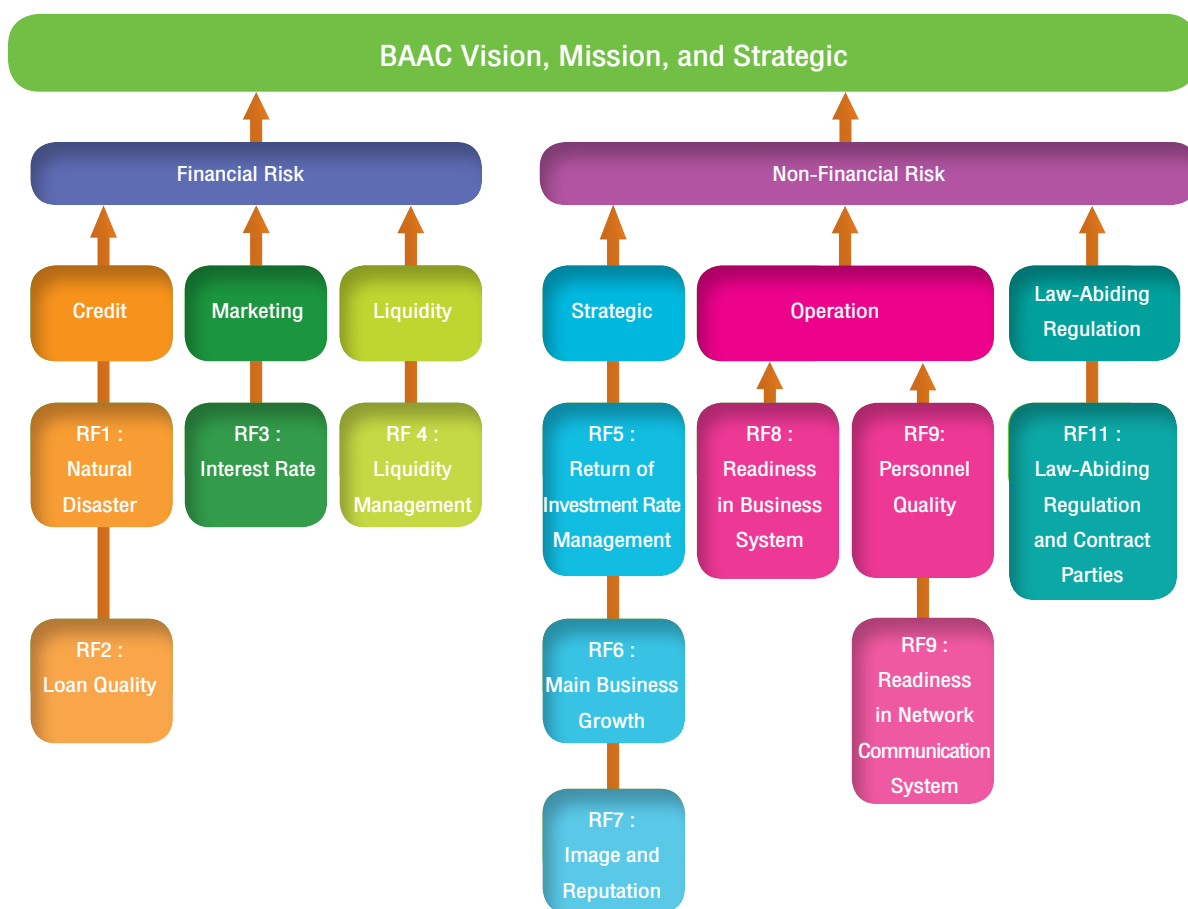 BAAC Vision, Mission, and Strategic
Financial Risk
Non-Financial Risk
Credit
Marketing
Liquidity
Strategic
Operation
Law-Abiding
Regulation
RF1 :
Natural
Disaster
RF3 :
Interest Rate
RF 4 :
Liquidity
Management
RF5 :
Return of
Investment Rate
Management
RF8 :
Readiness
in Business
System
RF9:
Personnel
Quality
RF11 :
Law-Abiding
Regulation
and Contract
Parties
RF2 :
Loan Quality
RF6 :
Main Business
Growth
RF9 :
Readiness
in Network
Communication
System
RF7 :
Image and
Reputation